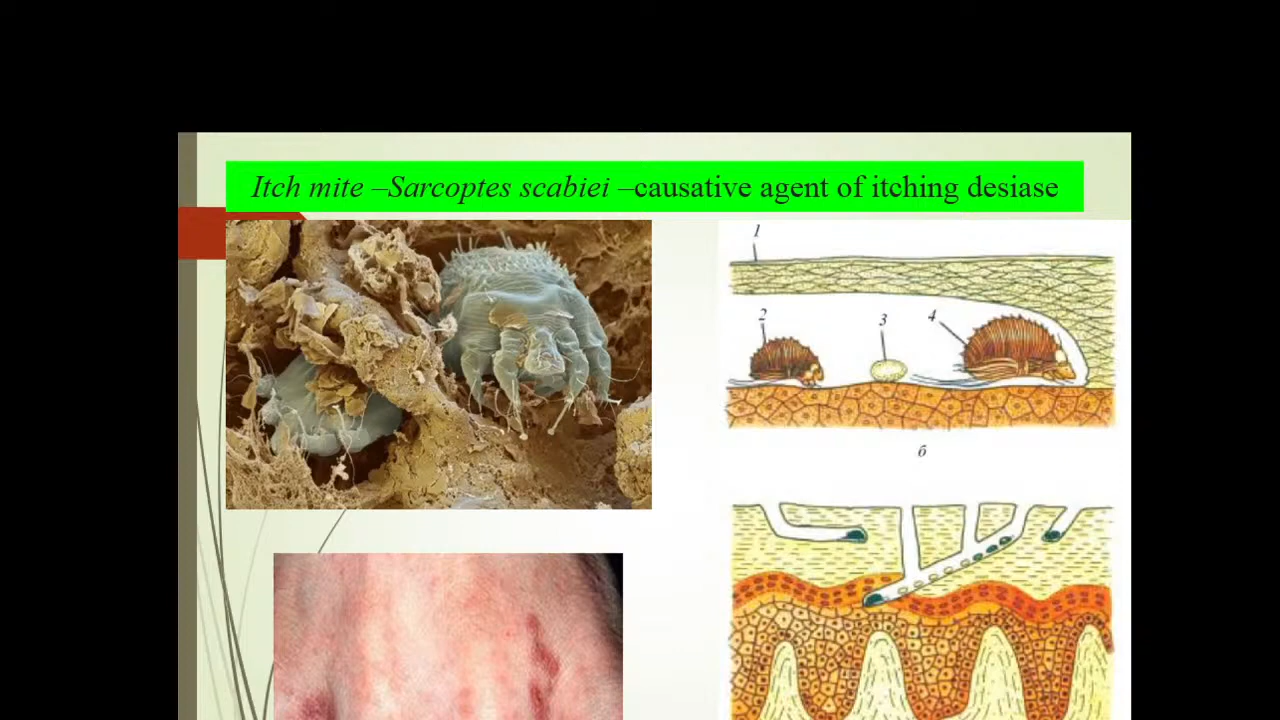 Itch mite –Sarcoptes scabiei –causative agent of itching desiase
1
2
3
4
б